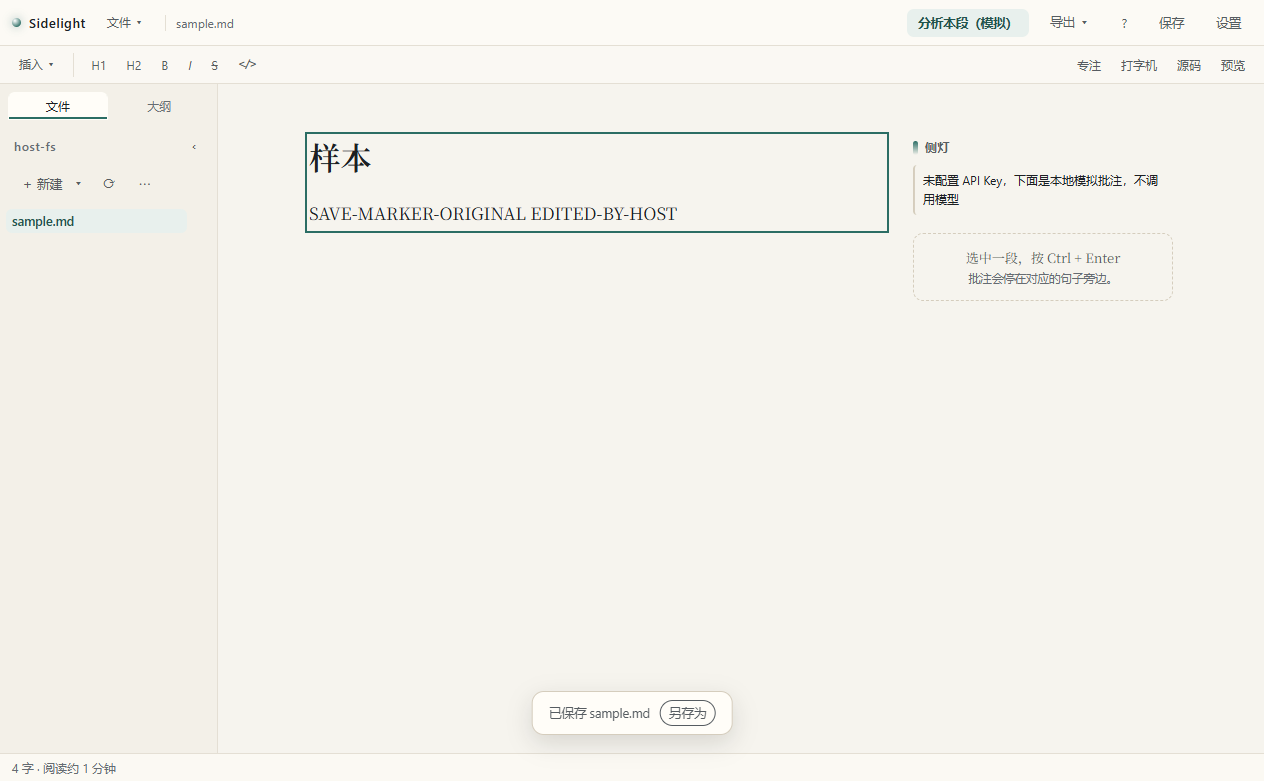 Sidelight 文件 sample.md 分析本段（模拟） 导出 ? 保存 设置
插入 H1 H2 B I S </> 专注 打字机 源码 预览
文件 大纲
host-fs ‹
+ 新建 ⟳ ···
sample.md
样本
SAVE-MARKER-ORIGINAL EDITED-BY-HOST
侧灯
未配置 API Key，下面是本地模拟批注，不调
用模型
选中一段，按 Ctrl + Enter
批注会停在对应的句子旁边。
已保存 sample.md 另存为
4 字 · 阅读约 1 分钟